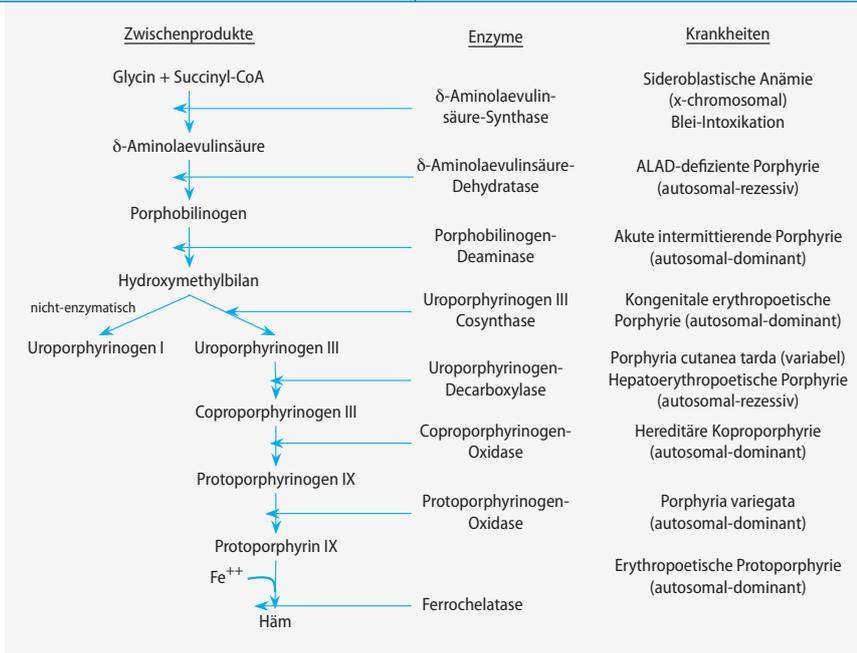 Zwischenprodukte
Enzyme
Krankheiten
Glycin + Succinyl-CoA
δ-Aminolaevulin-
säure-Synthase
Sideroblastische Anämie
(x-chromosomal)
Blei-Intoxikation
δ-Aminolaevulinsäure
δ-Aminolaevulinsäure-
Dehydratase
ALAD-defiziente Porphyrie
(autosomal-rezessiv)
Porphobilinogen
Porphobilinogen-
Deaminase
Akute intermittierende Porphyrie
(autosomal-dominant)
Hydroxymethylbilan
nicht-enzymatisch
Uroporphyrinogen III
Cosynthase
Kongenitale erythropoetische
Porphyrie (autosomal-dominant)
Uroporphyrinogen I
Uroporphyrinogen III
Uroporphyrinogen-
Decarboxylase
Porphyria cutanea tarda (variabel)
Hepatoerythropoetische Porphyrie
(autosomal-rezessiv)
Coproporphyrinogen III
Coproporphyrinogen-
Oxidase
Hereditäre Koproporphyrie
(autosomal-dominant)
Protoporphyrinogen IX
Protoporphyrinogen-
Oxidase
Porphyria variegata
(autosomal-dominant)
Protoporphyrin IX
Fe++
Ferrochelatase
Erythropoetische Protoporphyrie
(autosomal-dominant)
Häm